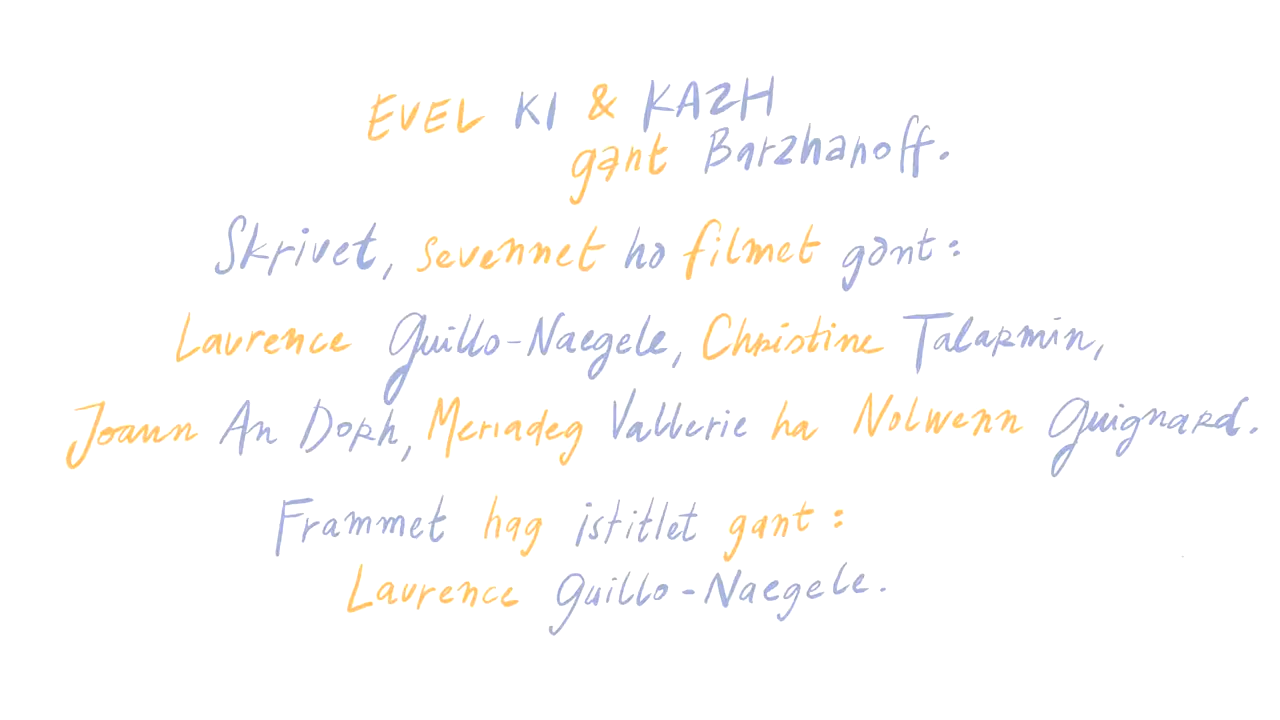 EVEL KI & KAZH
gant Barzhanoff.
Skrivet, sevennet ha filmet gant :
Laurence Guillo-Naegele, Christine Talarmin,
Joann An Dorh, Meriadeg Vallerie ha Nolwenn Guignard.
Frammet hag istitlet gant :
Laurence Guillo-Naegele.